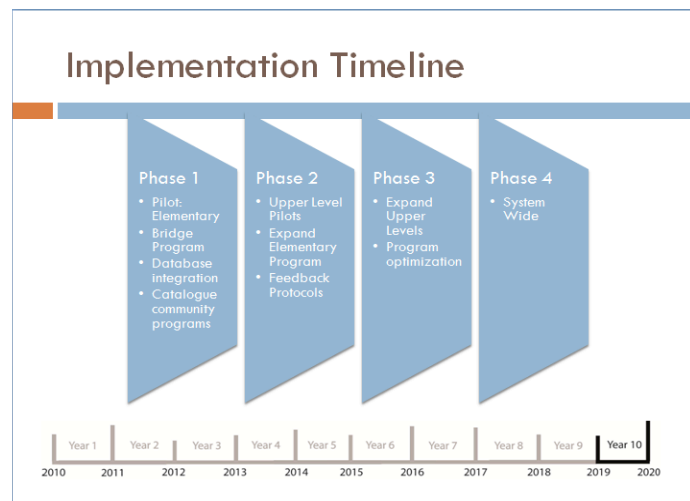 Implementation Timeline
Phase 1
• Pilot:
Elementary
• Bridge
Program
• Database
integration
• Catalogue
community
programs
Phase 2
• Upper Level
Pilots
• Expand
Elementary
Program
• Feedback
Protocols
Phase 3
• Expand
Upper
Levels
• Program
optimization
Phase 4
• System
Wide
Year 1 Year 2 Year 3 Year 4 Year 5 Year 6 Year 7 Year 8 Year 9 Year 10
2010 2011 2012 2013 2014 2015 2016 2017 2018 2019 2020